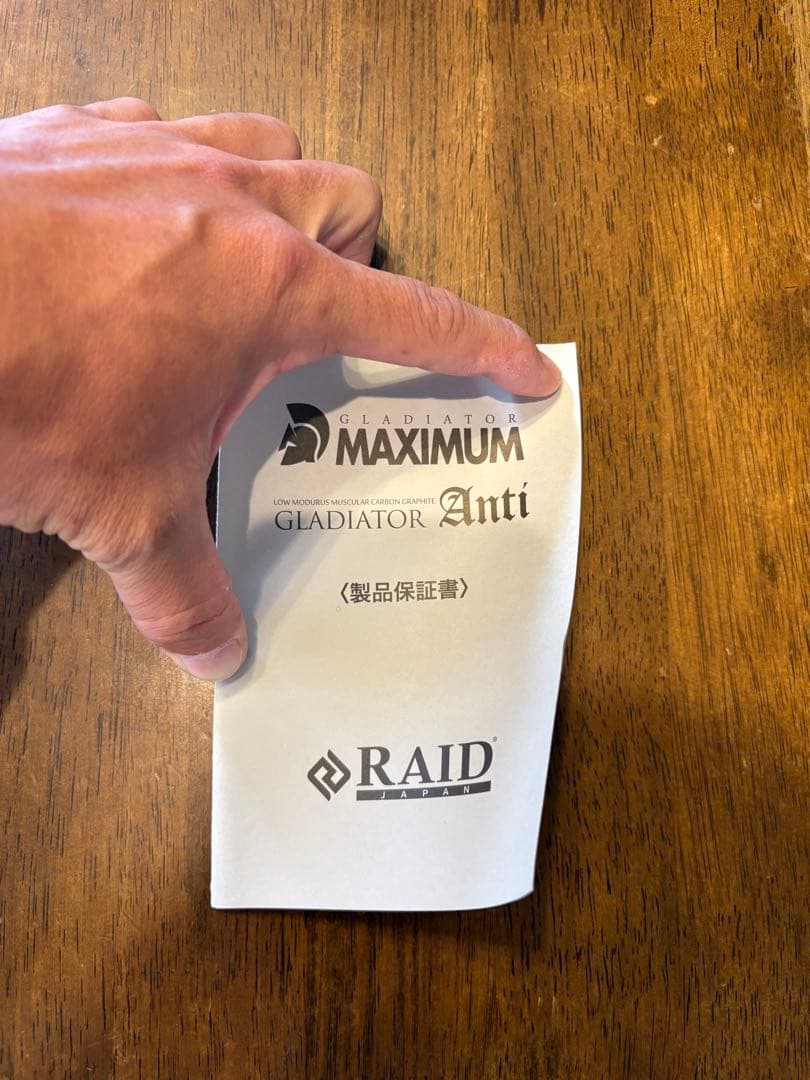 GLADIATOR
MAXIMUM
LOW MODURUS MUSCULAR CARBON GRAPHITE
GLADIATOR Anti
〈製品保証書〉
RAID®
JAPAN